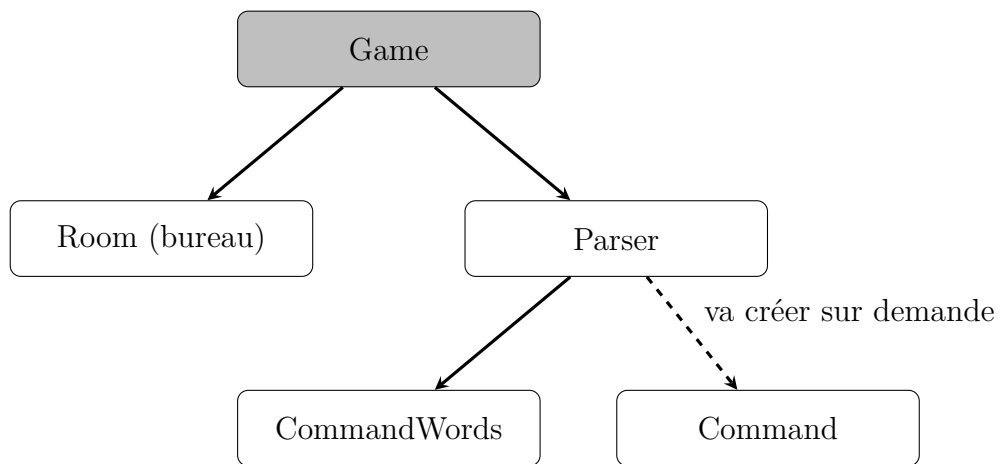 Game
Room (bureau)
Parser
va créer sur demande
CommandWords
Command